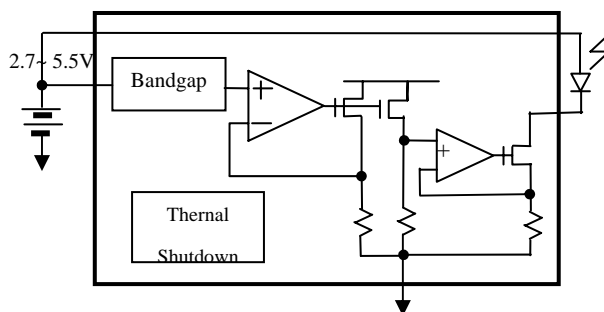 2.7~ 5.5V
Bandgap
+
−
+
Thernal
Shutdown